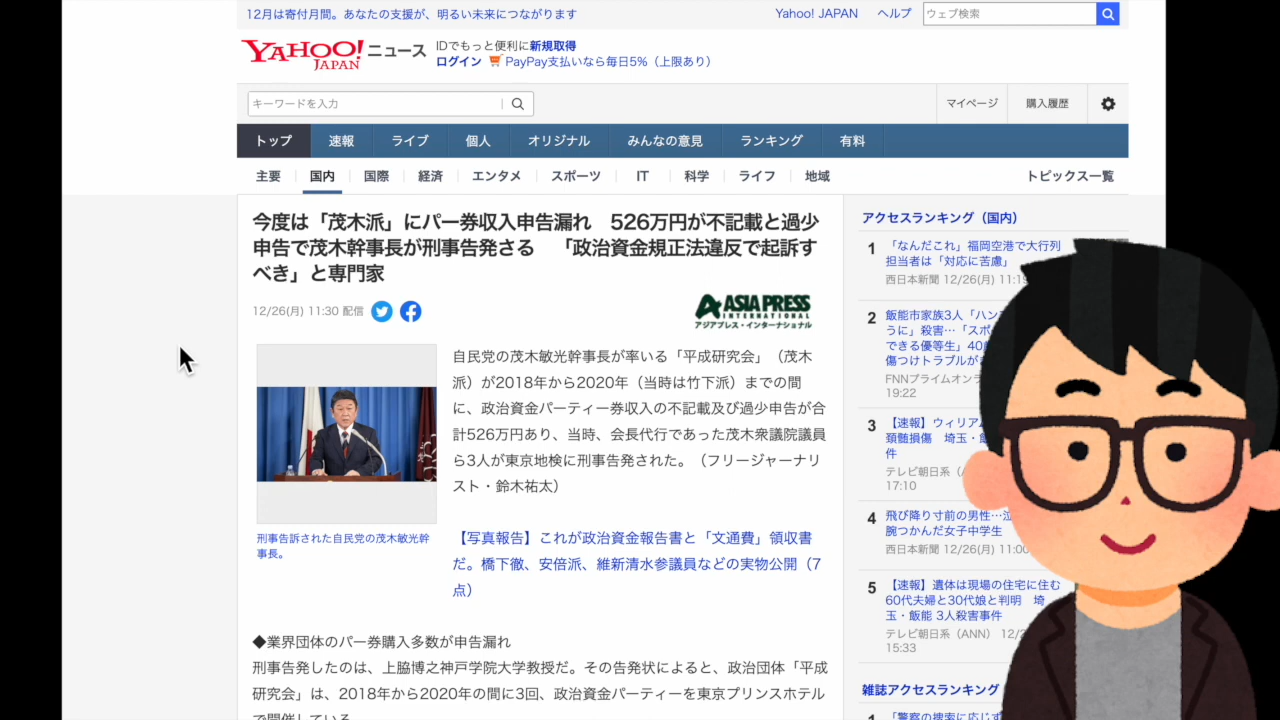 12月は寄付月間。あなたの支援が、明るい未来につながります
Yahoo! JAPAN
ヘルプ
ウェブ検索
YAHOO! JAPAN ニュース
IDでもっと便利に新規取得
ログイン
PayPay支払いなら毎日5%（上限あり）
キーワードを入力
マイページ
購入履歴
トップ
速報
ライブ
個人
オリジナル
みんなの意見
ランキング
有料
主要
国内
国際
経済
エンタメ
スポーツ
IT
科学
ライフ
地域
トピックス一覧
今度は「茂木派」にパー券収入申告漏れ　526万円が不記載と過少
申告で茂木幹事長が刑事告発さる　「政治資金規正法違反で起訴す
べき」と専門家
12/26(月) 11:30 配信
ASIA PRESS
INTERNATIONAL
アジアプレス・インターナショナル
刑事告訴された自民党の茂木敏光幹
事長。
自民党の茂木敏光幹事長が率いる「平成研究会」（茂木
派）が2018年から2020年（当時は竹下派）までの間
に、政治資金パーティー券収入の不記載及び過少申告が合
計526万円あり、当時、会長代行であった茂木衆議院議員
ら3人が東京地検に刑事告発された。（フリージャーナリ
スト・鈴木祐太）
【写真報告】これが政治資金報告書と「文通費」領収書
だ。橋下徹、安倍派、維新清水参議員などの実物公開（7
点）
◆業界団体のパー券購入多数が申告漏れ
刑事告発したのは、上脇博之神戸学院大学教授だ。その告発状によると、政治団体「平成
研究会」は、2018年から2020年の間に3回、政治資金パーティーを東京プリンスホテル
で開催している
アクセスランキング（国内）
1
「なんだこれ」福岡空港で大行列
担当者は「対応に苦慮」
西日本新聞 12/26(月) 11:19
2
飯能市家族3人「ハン
うに」殺害…「スポ
できる優等生」40
傷つけトラブルが
FNNプライムオンラ
19:22
3
【速報】ウィリア
頚髄損傷　埼玉・
件
テレビ朝日系（
17:10
4
飛び降り寸前の男性…
腕つかんだ女子中学生
西日本新聞 12/26(月) 11:00
5
【速報】遺体は現場の住宅に住む
60代夫婦と30代娘と判明　埼
玉・飯能 3人殺害事件
テレビ朝日系（ANN） 12/2
15:33
雑誌アクセスランキング
1
「警察の捜索に応じず